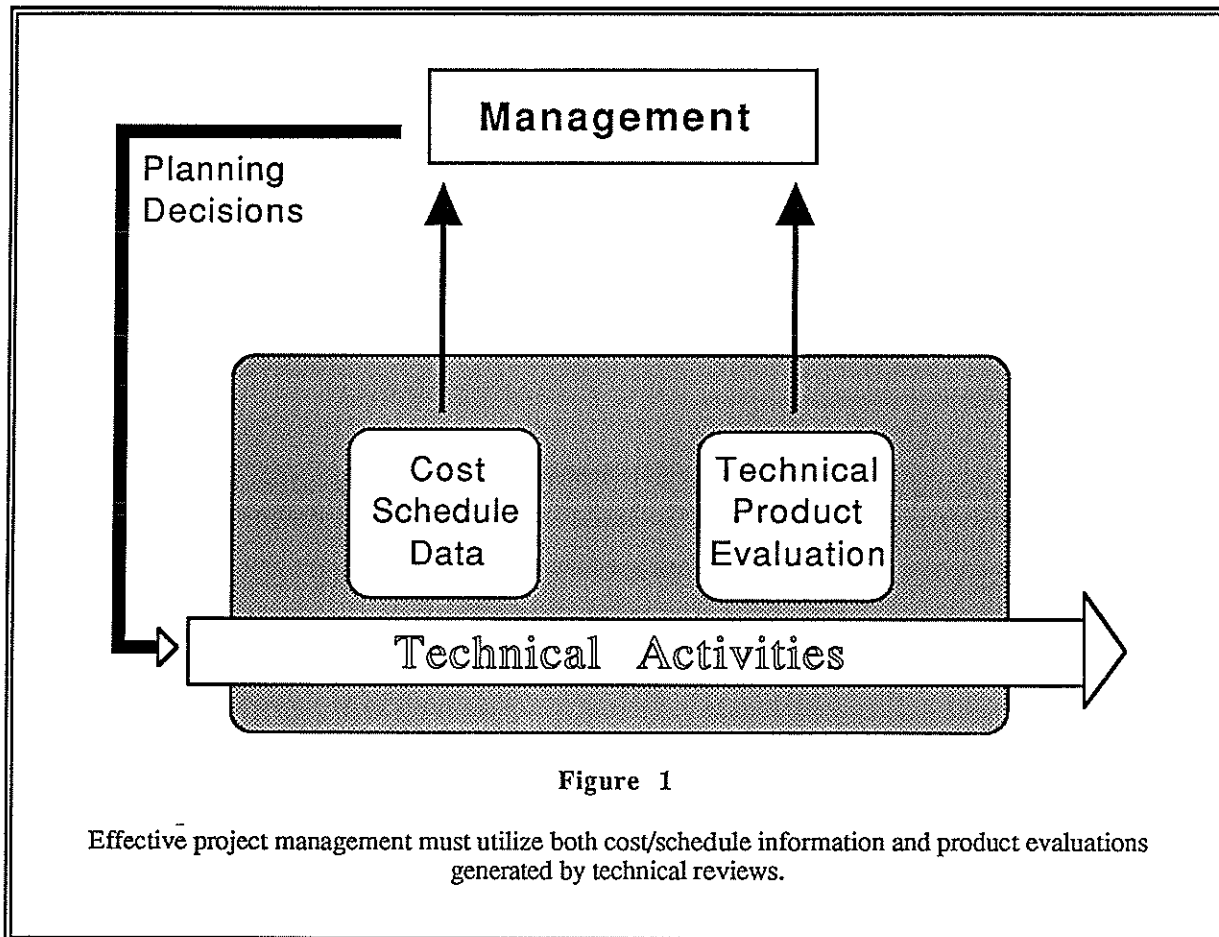 Management
Planning
Decisions
Cost
Schedule
Data
Technical
Product
Evaluation
Technical Activities
Figure 1
Effective project management must utilize both cost/schedule information and product evaluations
generated by technical reviews.